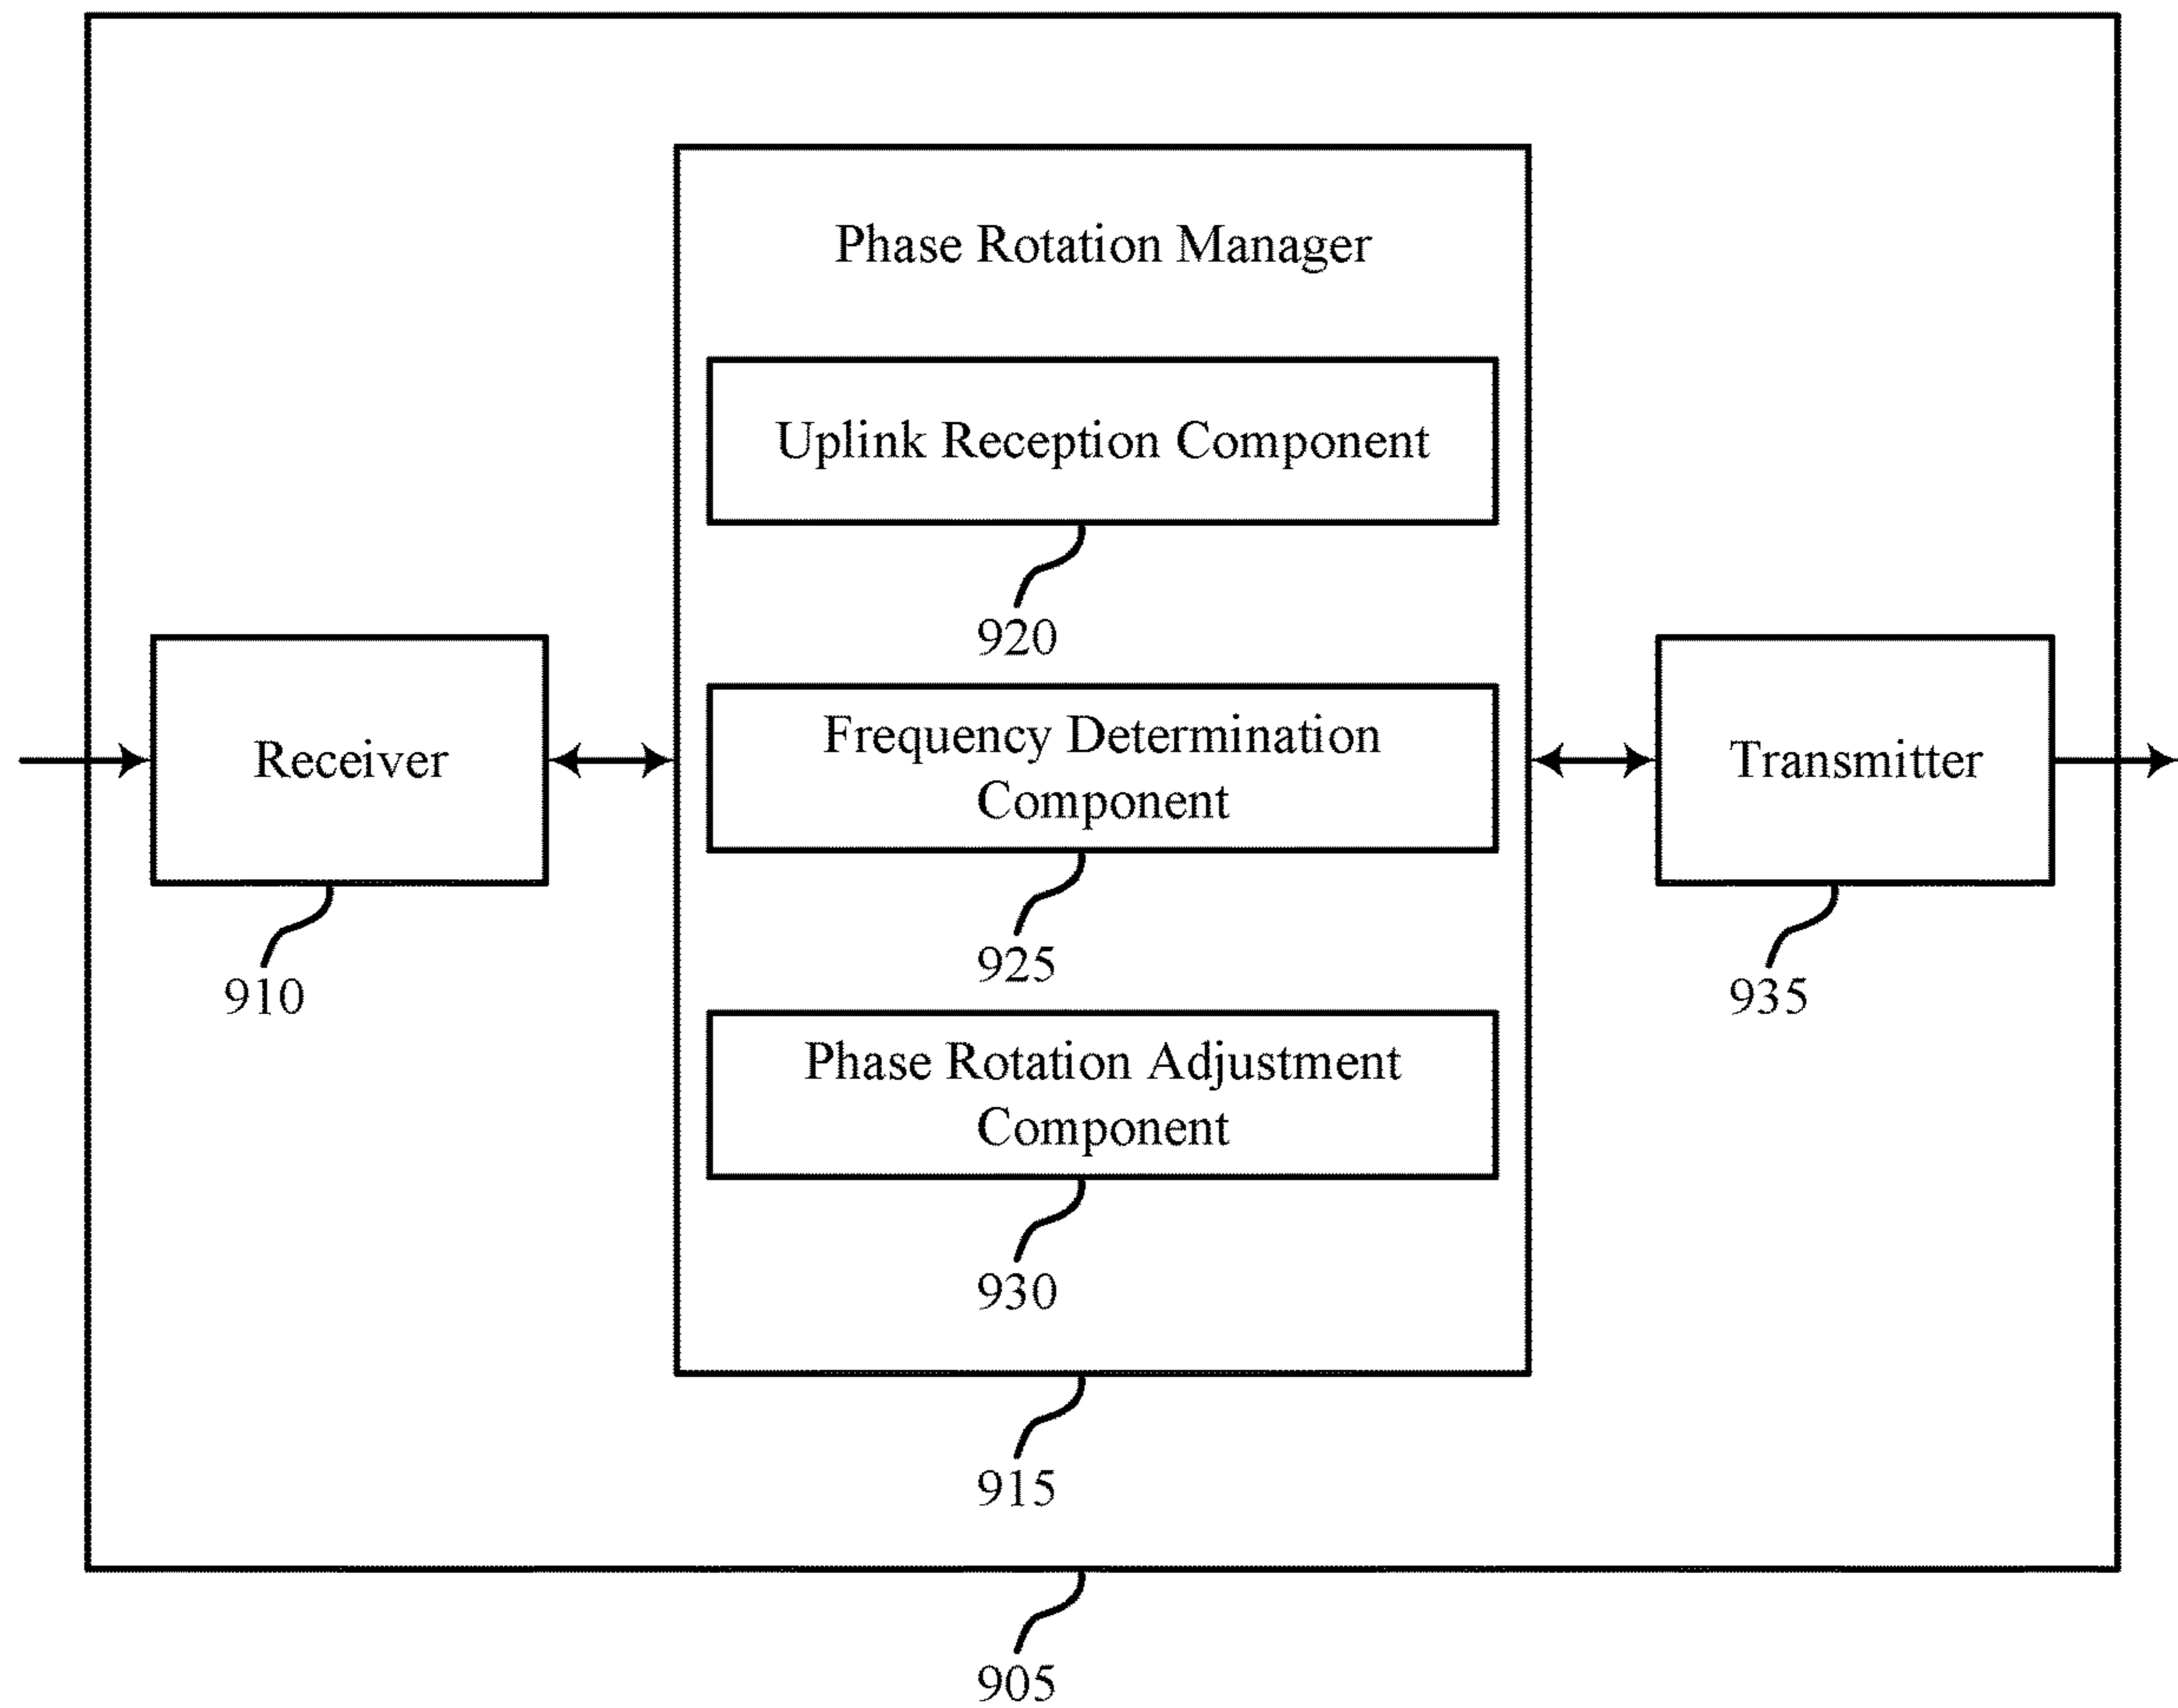 Phase Rotation Manager
Uplink Reception Component
920
Receiver
910
Frequency Determination
Component
925
Transmitter
935
Phase Rotation Adjustment
Component
930
915
905